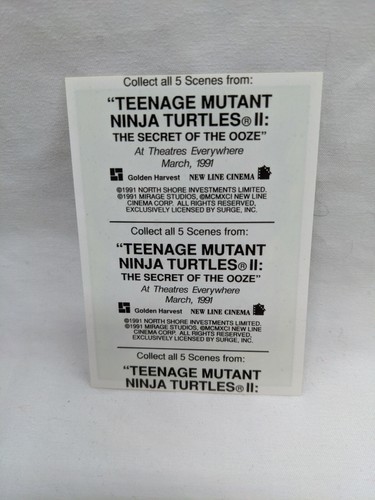 Collect all 5 Scenes from:
"TEENAGE MUTANT
NINJA TURTLES® II:
THE SECRET OF THE OOZE"
At Theatres Everywhere
March, 1991
Golden Harvest NEW LINE CINEMA
©1991 NORTH SHORE INVESTMENTS LIMITED.
©1991 MIRAGE STUDIOS, ©MCMXCI NEW LINE
CINEMA CORP. ALL RIGHTS RESERVED,
EXCLUSIVELY LICENSED BY SURGE, INC.
Collect all 5 Scenes from:
"TEENAGE MUTANT
NINJA TURTLES® II:
THE SECRET OF THE OOZE"
At Theatres Everywhere
March, 1991
Golden Harvest NEW LINE CINEMA
©1991 NORTH SHORE INVESTMENTS LIMITED.
©1991 MIRAGE STUDIOS, ©MCMXCI NEW LINE
CINEMA CORP. ALL RIGHTS RESERVED,
EXCLUSIVELY LICENSED BY SURGE, INC.
Collect all 5 Scenes from:
"TEENAGE MUTANT
NINJA TURTLES® II: